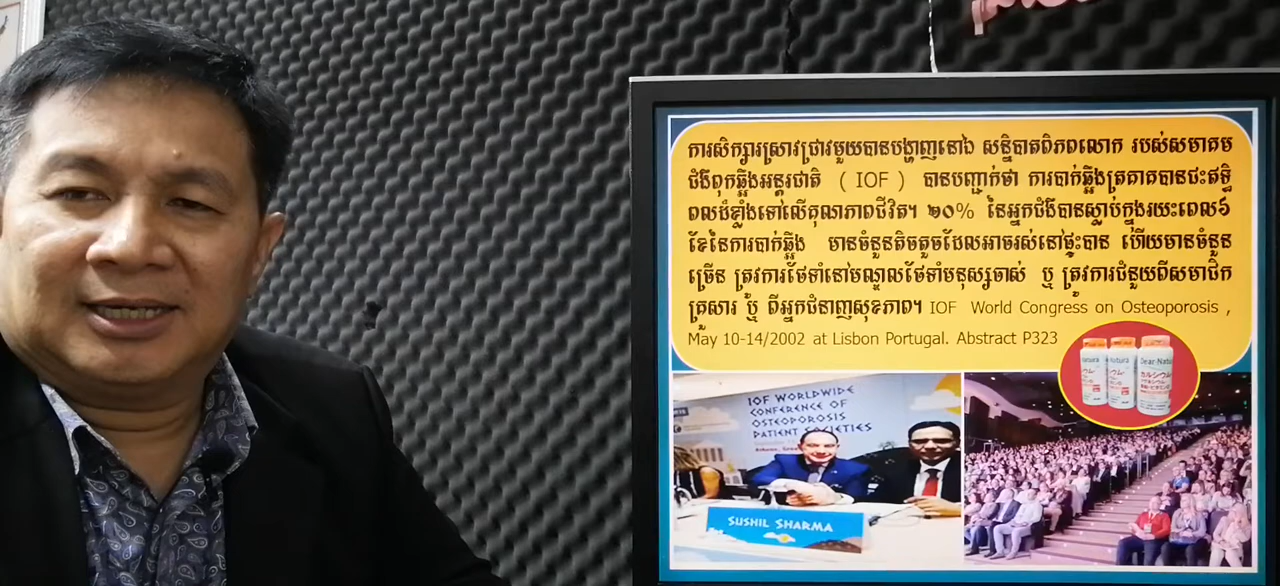 ការសិក្សារស្រាវជ្រាវមួយបានបង្ហាញនៅឯ សន្និបាតពិភពលោក របស់សមាគម
ជំងឺពុកឆ្អឹងអន្តរជាតិ ( IOF ) បានបញ្ជាក់ថា ការបាក់ឆ្អឹងត្រគាគបានជះឥទ្ធិ
ពលដ៏ខ្លាំងទៅលើគុណភាពជីវិត។ ២០% នៃអ្នកជំងឺបានស្លាប់ក្នុងរយះពេល៦
ខែនៃការបាក់ឆ្អឹង មានចំនួនតិចតួចដែលអាចរស់នៅផ្ទះបាន ហើយមានចំនួន
ច្រើន ត្រូវការថែទាំនៅមណ្ឌលថែទាំមនុស្សចាស់ ឬ ត្រូវការជំនួយពីសមាជិក
គ្រួសារ ឬ ពីអ្នកជំនាញសុខភាព។ IOF World Congress on Osteoporosis ,
May 10-14/2002 at Lisbon Portugal. Abstract P323
Dear-Natura
カルシウム
IOF WORLDWIDE
CONFERENCE OF
OSTEOPOROSIS
PATIENT SOCIETIES
SUSHIL SHARMA